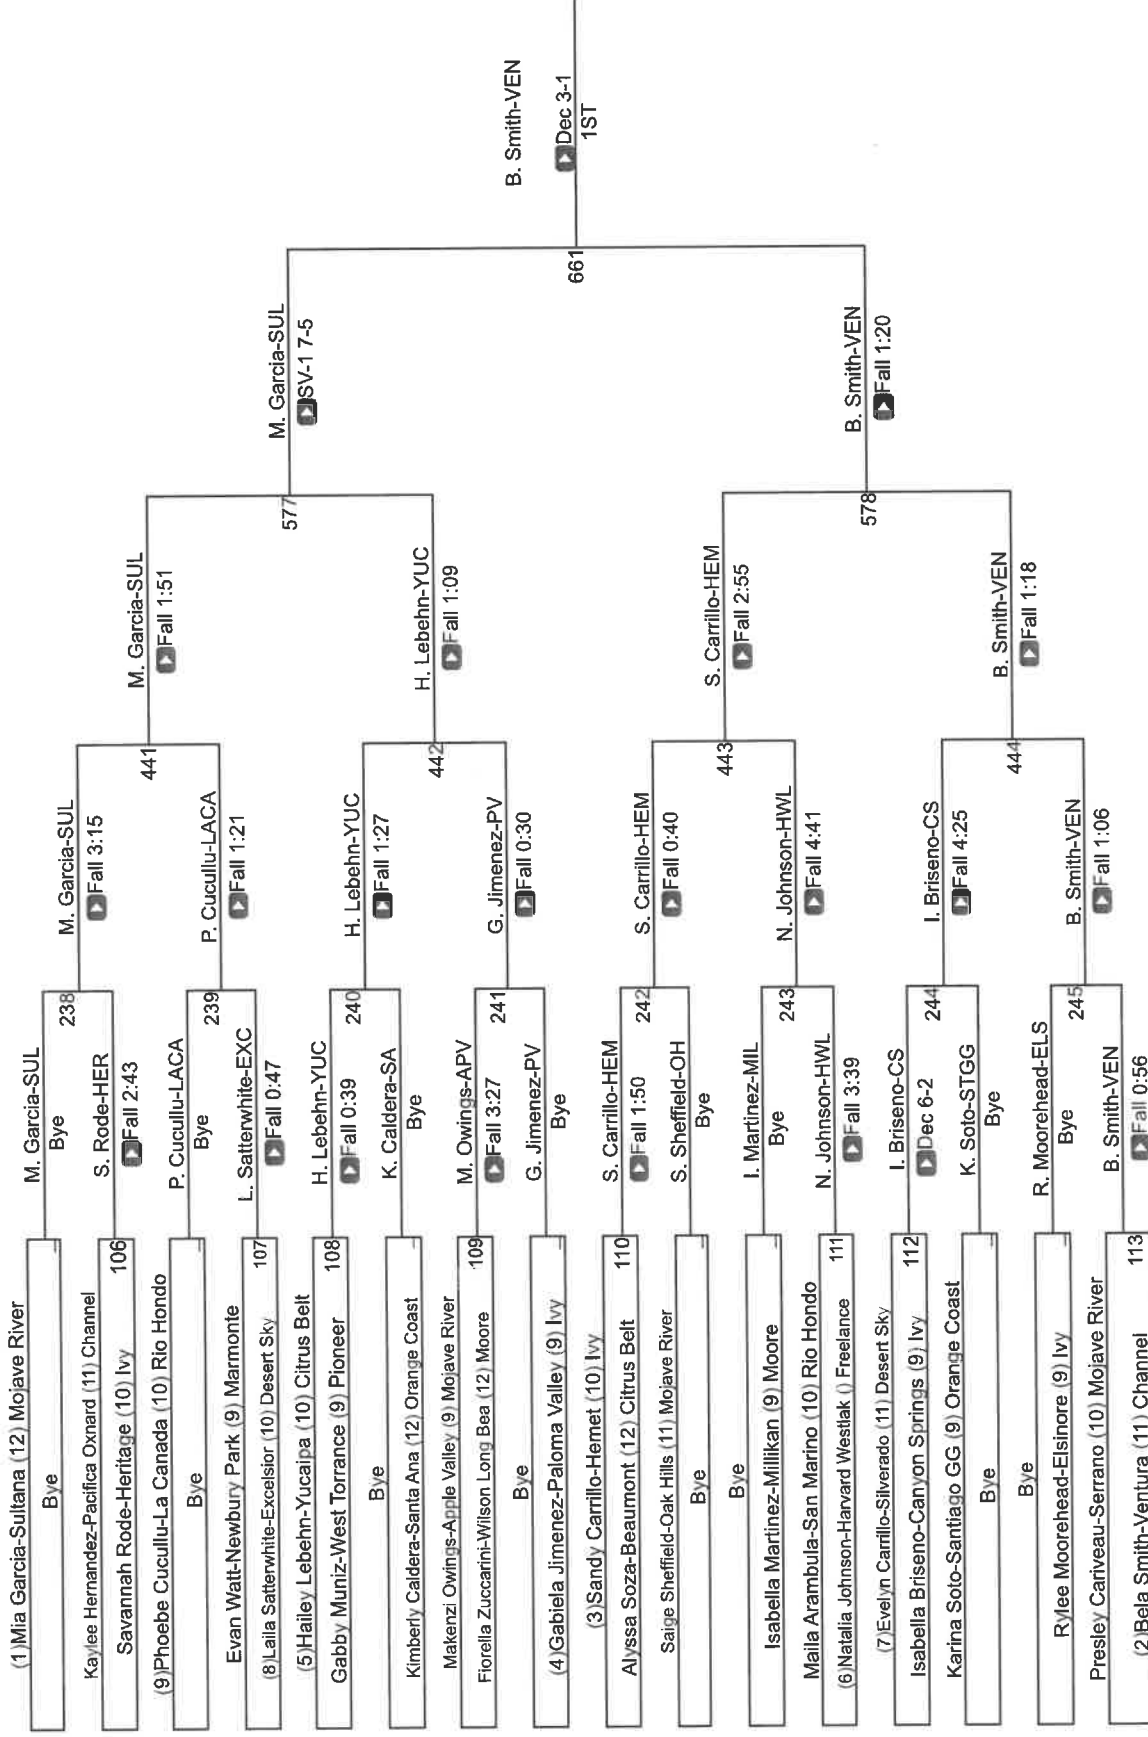 (1)Mia Garcia-Sultana (12) Mojave River
Bye
Kaylee Hernandez-Pacifica Oxnard (11) Channel
Savannah Rode-Heritage (10) Ivy
106
(9)Phoebe Cucullu-La Canada (10) Rio Hondo
Bye
Evan Watt-Newbury Park (9) Marmonte
(8)Laila Satterwhite-Excelsior (10) Desert Sky
107
(5)Hailey Lebehn-Yucaipa (10) Citrus Belt
Gabby Muniz-West Torrance (9) Pioneer
108
Bye
Kimberly Caldera-Santa Ana (12) Orange Coast
Makenzi Owings-Apple Valley (9) Mojave River
Fiorella Zuccarini-Wilson Long Bea (12) Moore
109
Bye
(4)Gabiela Jimenez-Paloma Valley (9) Ivy
(3)Sandy Carrillo-Hemet (10) Ivy
Alyssa Soza-Beaumont (12) Citrus Belt
110
Saige Sheffield-Oak Hills (11) Mojave River
Bye
Bye
Isabella Martinez-Millikan (9) Moore
Maila Arambula-San Marino (10) Rio Hondo
(6)Natalia Johnson-Harvard Westlak () Freelance
111
(7)Evelyn Carrillo-Silverado (11) Desert Sky
Isabella Briseno-Canyon Springs (9) Ivy
112
Karina Soto-Santiago GG (9) Orange Coast
Bye
Bye
Rylee Moorehead-Elsinore (9) Ivy
Presley Cariveau-Serrano (10) Mojave River
(2)Bela Smith-Ventura (11) Channel
113
M. Garcia-SUL
Bye
238
S. Rode-HER
Fall 2:43
P. Cucullu-LACA
Bye
239
L. Satterwhite-EXC
Fall 0:47
H. Lebehn-YUC
Fall 0:39
240
K. Caldera-SA
Bye
M. Owings-APV
Fall 3:27
241
G. Jimenez-PV
Bye
S. Carrillo-HEM
Fall 1:50
242
S. Sheffield-OH
Bye
I. Martinez-MIL
Bye
243
N. Johnson-HWL
Fall 3:39
I. Briseno-CS
Dec 6-2
244
K. Soto-STGG
Bye
R. Moorehead-ELS
Bye
245
B. Smith-VEN
Fall 0:56
M. Garcia-SUL
Fall 3:15
441
P. Cucullu-LACA
Fall 1:21
H. Lebehn-YUC
Fall 1:27
442
G. Jimenez-PV
Fall 0:30
S. Carrillo-HEM
Fall 0:40
443
N. Johnson-HWL
Fall 4:41
I. Briseno-CS
Fall 4:25
444
B. Smith-VEN
Fall 1:06
M. Garcia-SUL
Fall 1:51
577
H. Lebehn-YUC
Fall 1:09
S. Carrillo-HEM
Fall 2:55
578
B. Smith-VEN
Fall 1:18
M. Garcia-SUL
SV-1 7-5
661
B. Smith-VEN
Fall 1:20
B. Smith-VEN
Dec 3-1
1ST